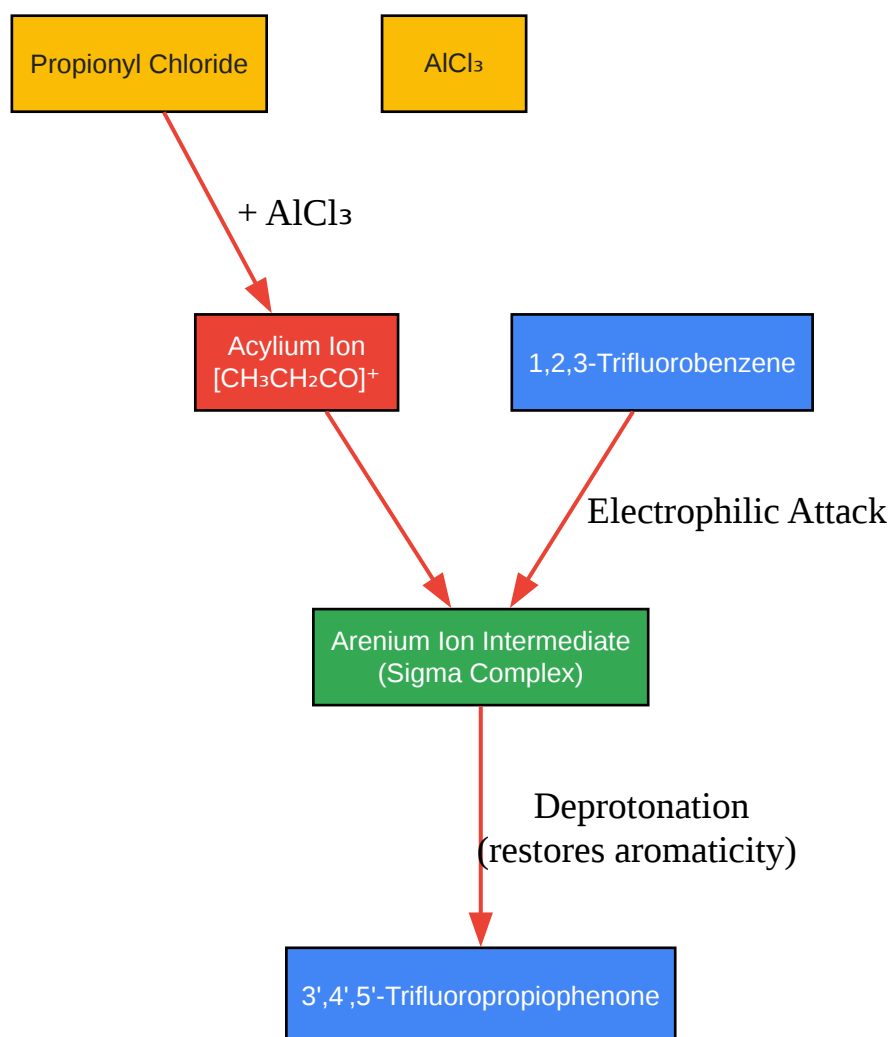 Propionyl Chloride
AlCl₃
+ AlCl₃
Acylium Ion
[CH₃CH₂CO]⁺
1,2,3-Trifluorobenzene
Electrophilic Attack
Arenium Ion Intermediate
(Sigma Complex)
Deprotonation
(restores aromaticity)
3',4',5'-Trifluoropropiophenone